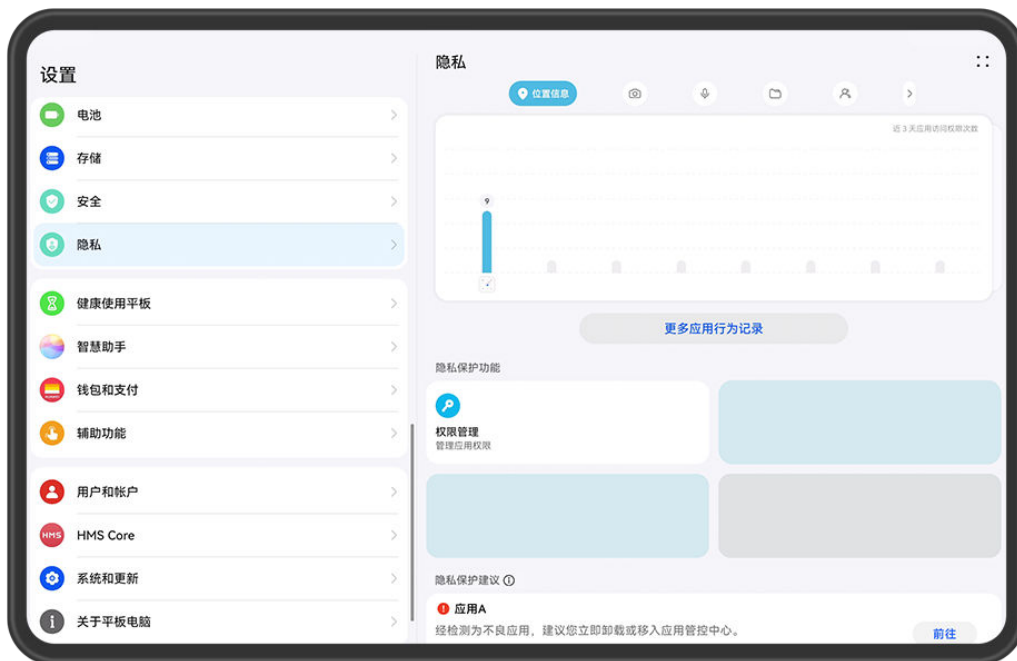 设置
电池
存储
安全
隐私
健康使用平板
智慧助手
钱包和支付
辅助功能
用户和帐户
HMS
HMS Core
系统和更新
关于平板电脑
隐私
位置信息
近 3 天应用访问权限次数
9
更多应用行为记录
隐私保护功能
权限管理
管理应用权限
隐私保护建议
应用A
经检测为不良应用，建议您立即卸载或移入应用管控中心。
前往